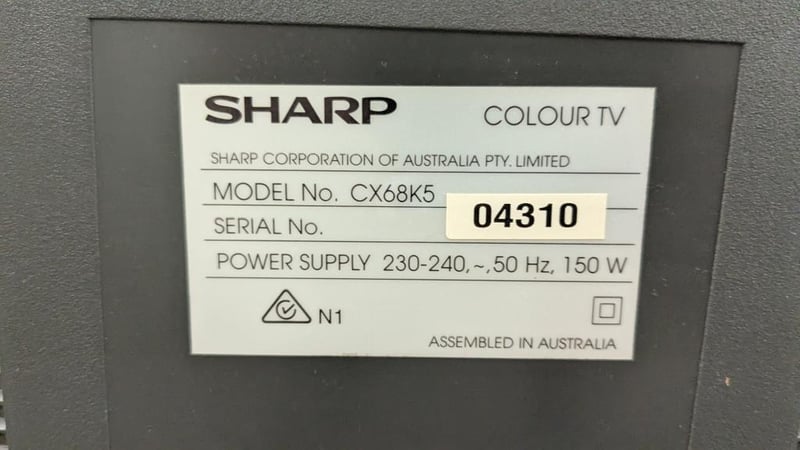 SHARP COLOUR TV
SHARP CORPORATION OF AUSTRALIA PTY. LIMITED
MODEL No. CX68K5
SERIAL No. 04310
POWER SUPPLY 230-240,~,50 Hz, 150 W
N1
ASSEMBLED IN AUSTRALIA